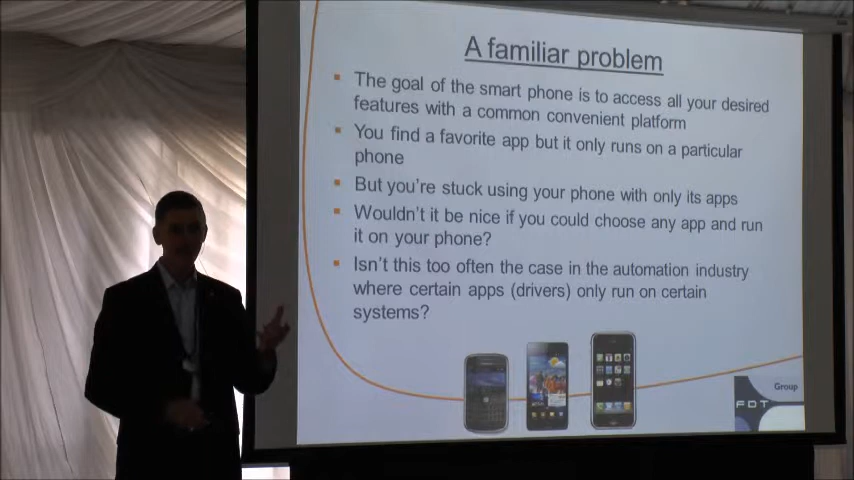 A familiar problem
The goal of the smart phone is to access all your desired
features with a common convenient platform
You find a favorite app but it only runs on a particular
phone
But you're stuck using your phone with only its apps
Wouldn't it be nice if you could choose any app and run
it on your phone?
Isn't this too often the case in the automation industry
where certain apps (drivers) only run on certain
systems?
Group
FDT